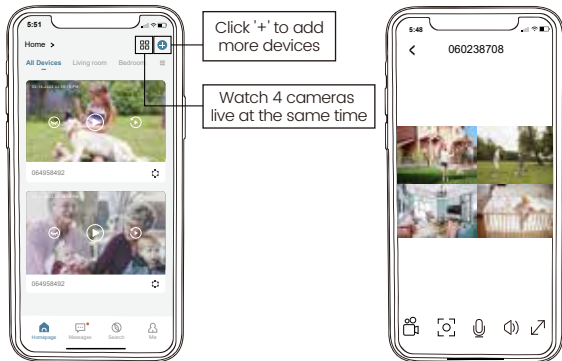 5:51
Home >
Click '+' to add
more devices
All Devices Living room Bedroom
Watch 4 cameras
live at the same time
064958492
064958492
Homepage Messages Search Me
5:48
< 060238708